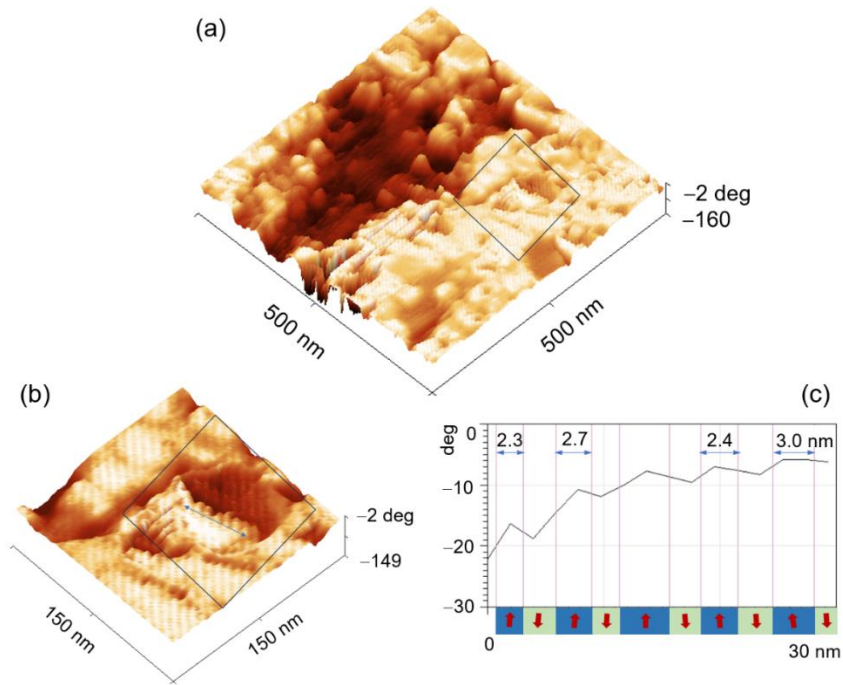 (a)
–2 deg
–160
500 nm
500 nm
(b)
–2 deg
–149
150 nm
150 nm
(c)
deg
0
–10
–20
–30
2.3
2.7
2.4
3.0 nm
0
30 nm